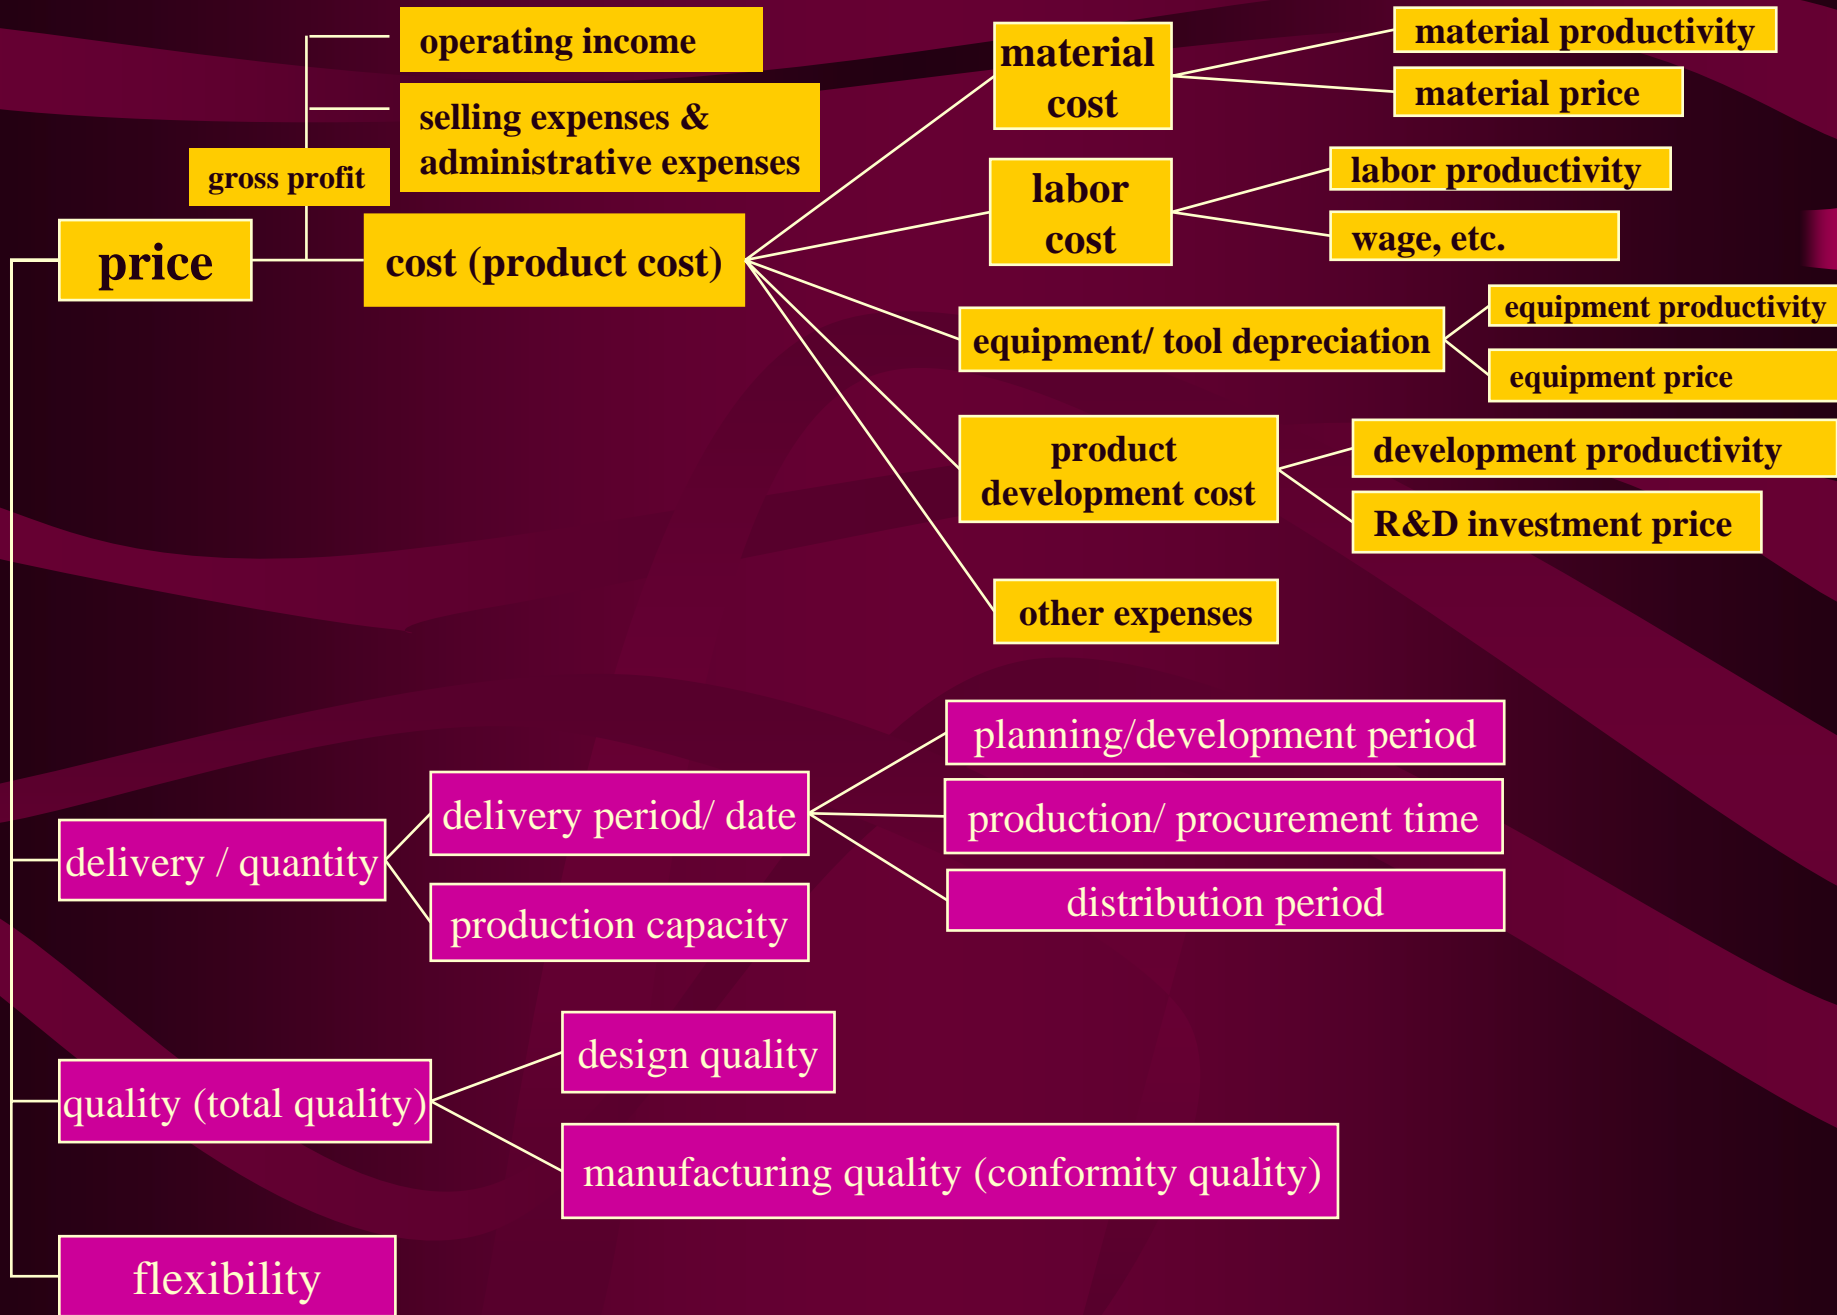 operating income
selling expenses &
administrative expenses
gross profit
price
cost (product cost)
material
cost
material productivity
material price
labor
cost
labor productivity
wage, etc.
equipment/ tool depreciation
equipment productivity
equipment price
product
development cost
development productivity
R&D investment price
other expenses
delivery / quantity
delivery period/ date
production capacity
planning/development period
production/ procurement time
distribution period
quality (total quality)
design quality
manufacturing quality (conformity quality)
flexibility